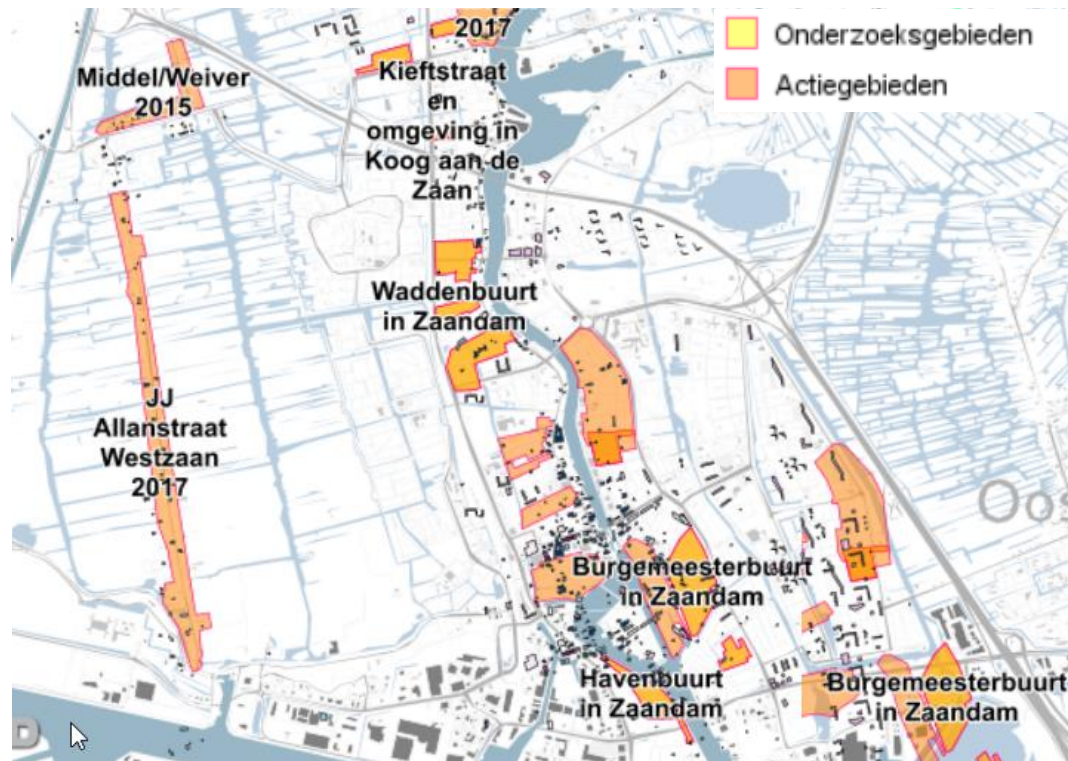 2017
Onderzoeksgebieden
Actiegebieden
Middel/Weiver
2015
Kieftstraat
en
omgeving in
Koog aan de
Zaan
Waddenbuurt
in Zaandam
JJ
Allanstraat
Westzaan
2017
Oos
Burgemeesterbuurt
in Zaandam
Havenbuurt
in Zaandam
Burgemeesterbuurt
in Zaandam
D